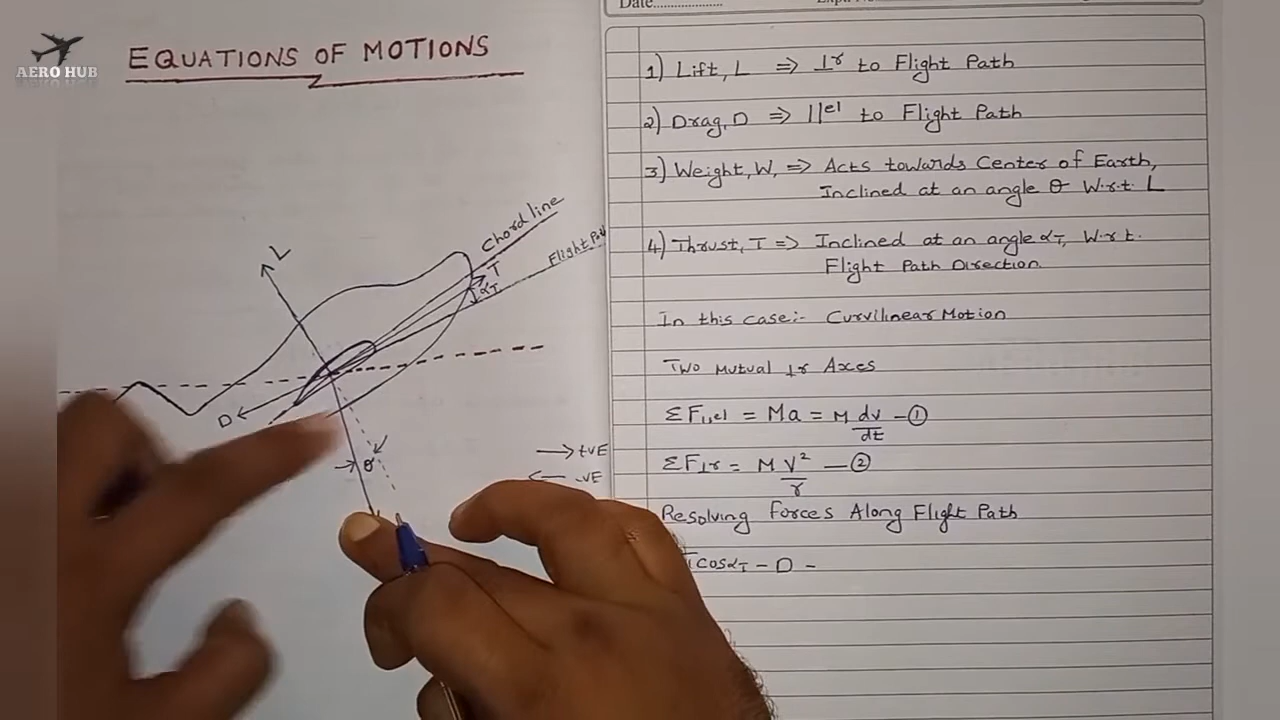 AERO HUB
EQUATIONS OF MOTIONS
L
Chord line
Flight Pat
T
αT
D
θ
+VE
-VE
Date
1) Lift, L ⇒ ⊥r to Flight Path
2) Drag, D ⇒ ||el to Flight Path
3) Weight, W, ⇒ Acts towards Center of Earth,
Inclined at an angle θ W.r.t. L
4) Thrust, T ⇒ Inclined at an angle αT, W.r.t.
Flight Path Direction.
In this case:- Curvilinear Motion
Two Mutual ⊥r Axes
ΣF||el = Ma = M dv/dt — ①
ΣF⊥r = M V²/r — ②
Resolving forces Along Flight Path
T cosαT – D –